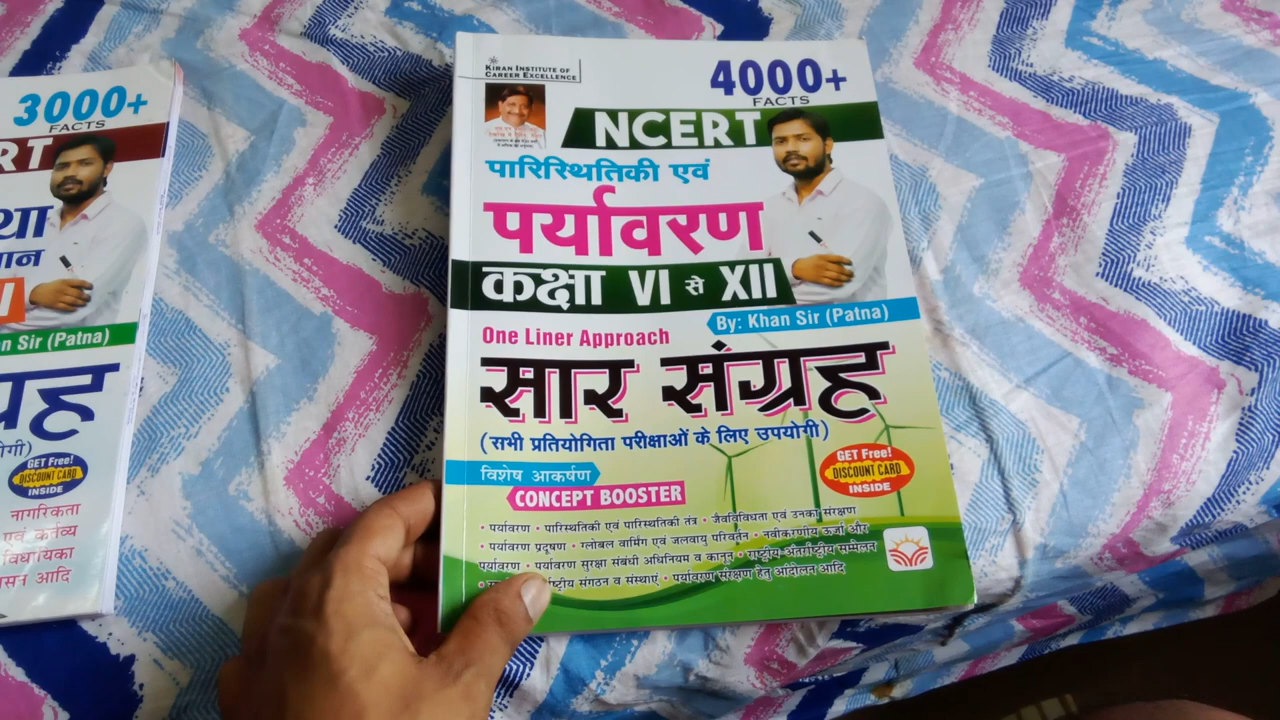 3000+
FACTS
RT
था
ान
I
n Sir (Patna)
ग्रह
ोगी)
GET Free!
DISCOUNT CARD
INSIDE
नागरिकता
एवं कर्तव्य
विधायिका
आदि
KIRAN INSTITUTE OF
CAREER EXCELLENCE
4000+
FACTS
NCERT
पारिस्थितिकी एवं
पर्यावरण
कक्षा VI से XII
One Liner Approach
By: Khan Sir (Patna)
सार संग्रह
(सभी प्रतियोगिता परीक्षाओं के लिए उपयोगी)
GET Free!
DISCOUNT CARD
INSIDE
विशेष आकर्षण
CONCEPT BOOSTER
• पर्यावरण • पारिस्थितिकी एवं पारिस्थितिकी तंत्र • जैवविविधता एवं उनका संरक्षण
• पर्यावरण प्रदूषण • ग्लोबल वार्मिंग एवं जलवायु परिवर्तन • नवीकरणीय ऊर्जा और
पर्यावरण • पर्यावरण सुरक्षा संबंधी अधिनियम व कानून • राष्ट्रीय-अंतर्राष्ट्रीय सम्मेलन
संगठन व संस्थाएं • पर्यावरण संरक्षण हेतु आंदोलन आदि